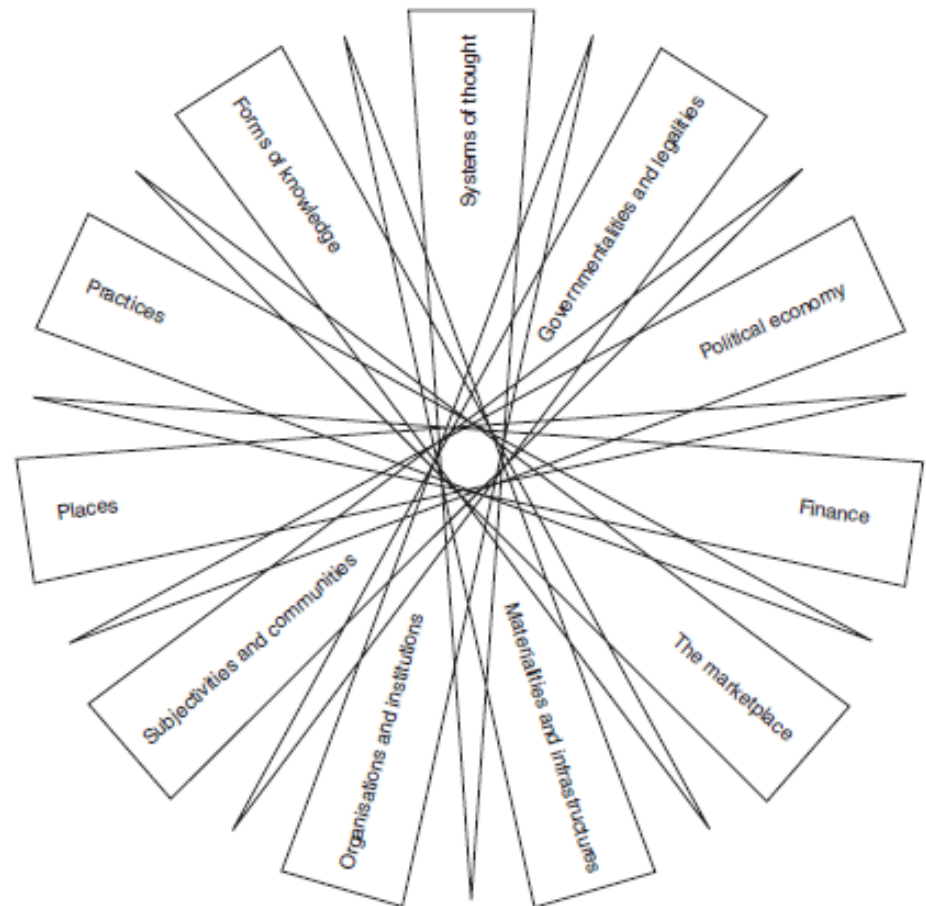 Systems of thought
Governmentalities and legalities
Political economy
Finance
The marketplace
Materialities and infrastructures
Organisations and institutions
Subjectivities and communities
Places
Practices
Forms of knowledge